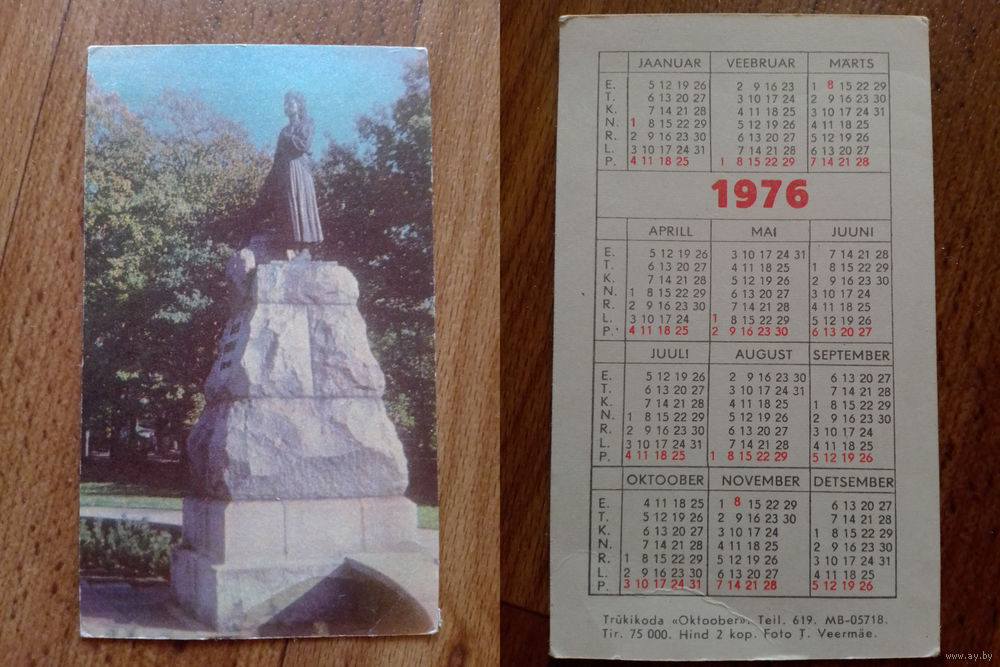 JAANUAR VEEBRUAR MÄRTS
E. 5 12 19 26 2 9 16 23 1 8 15 22 29
T. 6 13 20 27 3 10 17 24 2 9 16 23 30
K. 7 14 21 28 4 11 18 25 3 10 17 24 31
N. 1 8 15 22 29 5 12 19 26 4 11 18 25
R. 2 9 16 23 30 6 13 20 27 5 12 19 26
L. 3 10 17 24 31 7 14 21 28 6 13 20 27
P. 4 11 18 25 1 8 15 22 29 7 14 21 28
1976
APRILL MAI JUUNI
E. 5 12 19 26 3 10 17 24 31 7 14 21 28
T. 6 13 20 27 4 11 18 25 1 8 15 22 29
K. 7 14 21 28 5 12 19 26 2 9 16 23 30
N. 1 8 15 22 29 6 13 20 27 3 10 17 24
R. 2 9 16 23 30 7 14 21 28 4 11 18 25
L. 3 10 17 24 1 8 15 22 29 5 12 19 26
P. 4 11 18 25 2 9 16 23 30 6 13 20 27
JUULI AUGUST SEPTEMBER
E. 5 12 19 26 2 9 16 23 30 6 13 20 27
T. 6 13 20 27 3 10 17 24 31 7 14 21 28
K. 7 14 21 28 4 11 18 25 1 8 15 22 29
N. 1 8 15 22 29 5 12 19 26 2 9 16 23 30
R. 2 9 16 23 30 6 13 20 27 3 10 17 24
L. 3 10 17 24 31 7 14 21 28 4 11 18 25
P. 4 11 18 25 1 8 15 22 29 5 12 19 26
OKTOOBER NOVEMBER DETSEMBER
E. 4 11 18 25 1 8 15 22 29 6 13 20 27
T. 5 12 19 26 2 9 16 23 30 7 14 21 28
K. 6 13 20 27 3 10 17 24 1 8 15 22 29
N. 7 14 21 28 4 11 18 25 2 9 16 23 30
R. 1 8 15 22 29 5 12 19 26 3 10 17 24 31
L. 2 9 16 23 30 6 13 20 27 4 11 18 25
P. 3 10 17 24 31 7 14 21 28 5 12 19 26
Trükikoda «Oktoober». Tell. 619. MB-05718.
Tir. 75 000. Hind 2 kop. Foto T. Veermäe.
www.ay.by